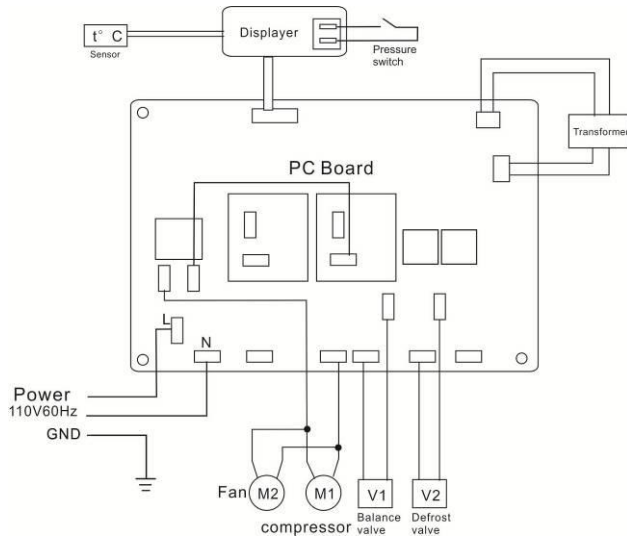 t° C
Sensor
Displayer
Pressure
switch
Transformer
PC Board
L
N
Power
110V60Hz
GND
Fan
M2
M1
V1
V2
compressor
Balance
valve
Defrost
valve